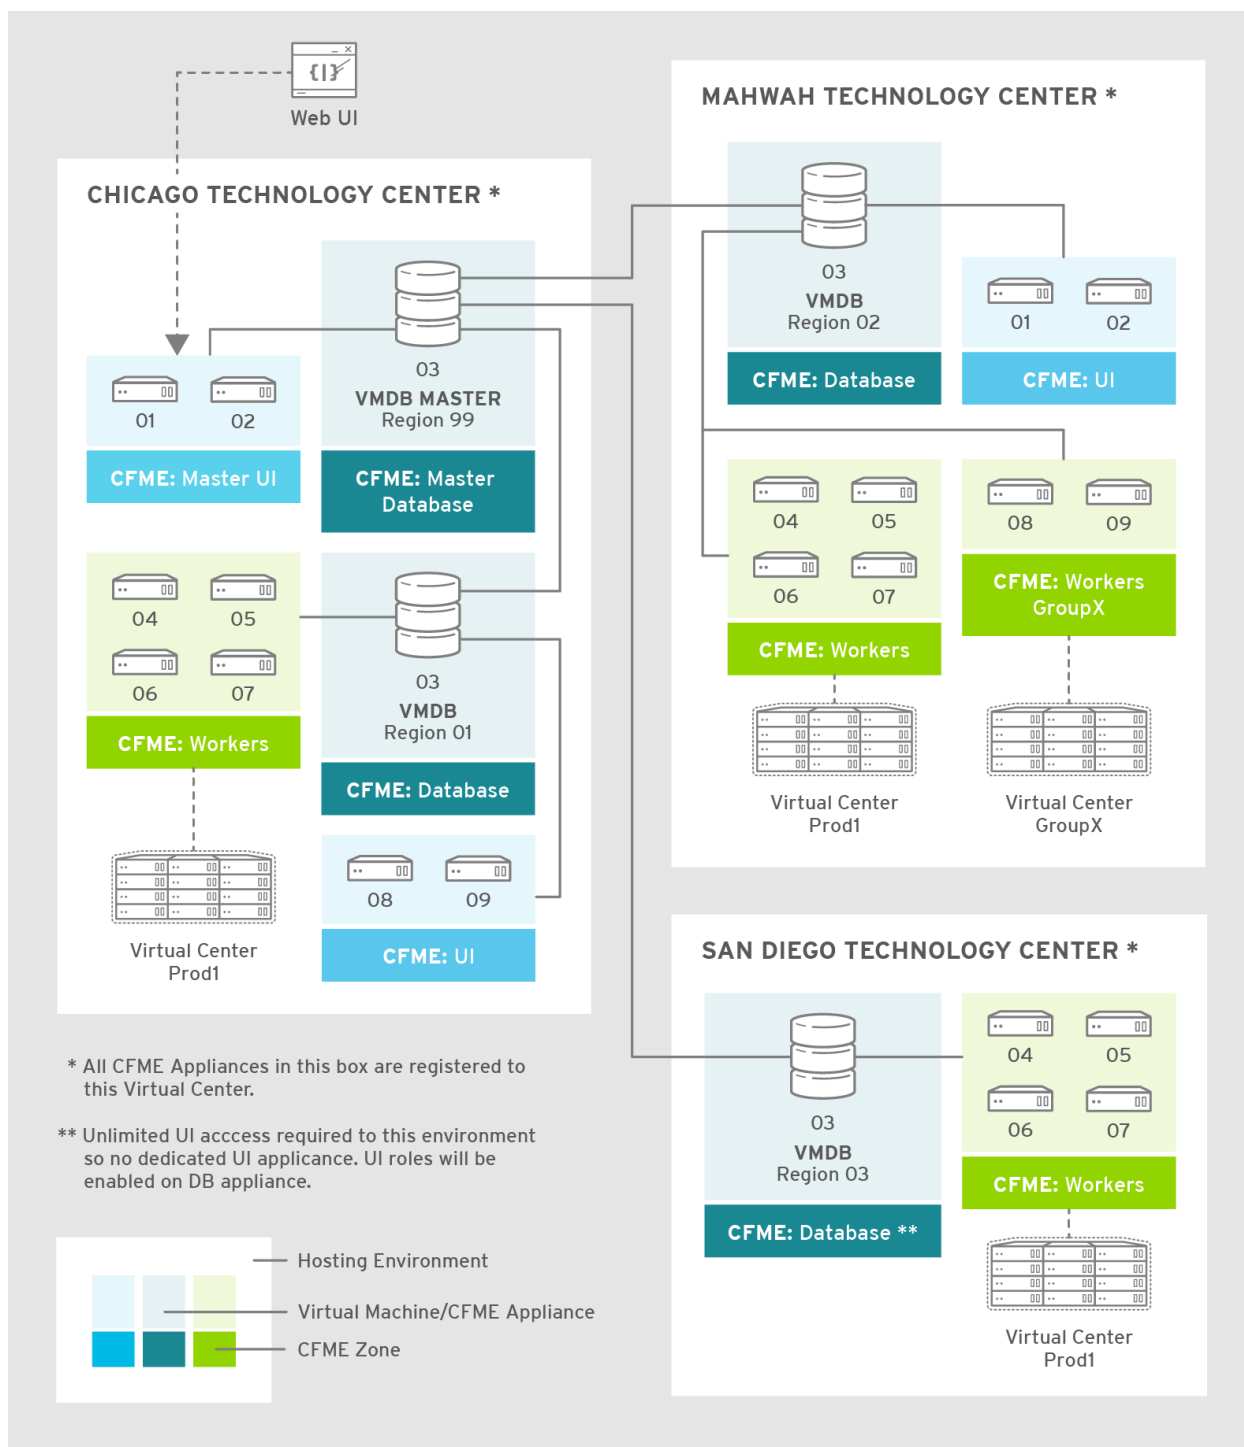 {|}
Web UI
CHICAGO TECHNOLOGY CENTER *
01
02
CFME: Master UI
03
VMDB MASTER
Region 99
CFME: Master
Database
04
05
06
07
CFME: Workers
Virtual Center
Prod1
03
VMDB
Region 01
CFME: Database
08
09
CFME: UI
MAHWAH TECHNOLOGY CENTER *
03
VMDB
Region 02
CFME: Database
01
02
CFME: UI
04
05
06
07
CFME: Workers
Virtual Center
Prod1
08
09
CFME: Workers
GroupX
Virtual Center
GroupX
SAN DIEGO TECHNOLOGY CENTER *
03
VMDB
Region 03
CFME: Database **
04
05
06
07
CFME: Workers
Virtual Center
Prod1
* All CFME Appliances in this box are registered to
this Virtual Center.
** Unlimited UI acccess required to this environment
so no dedicated UI applicance. UI roles will be
enabled on DB appliance.
Hosting Environment
Virtual Machine/CFME Appliance
CFME Zone